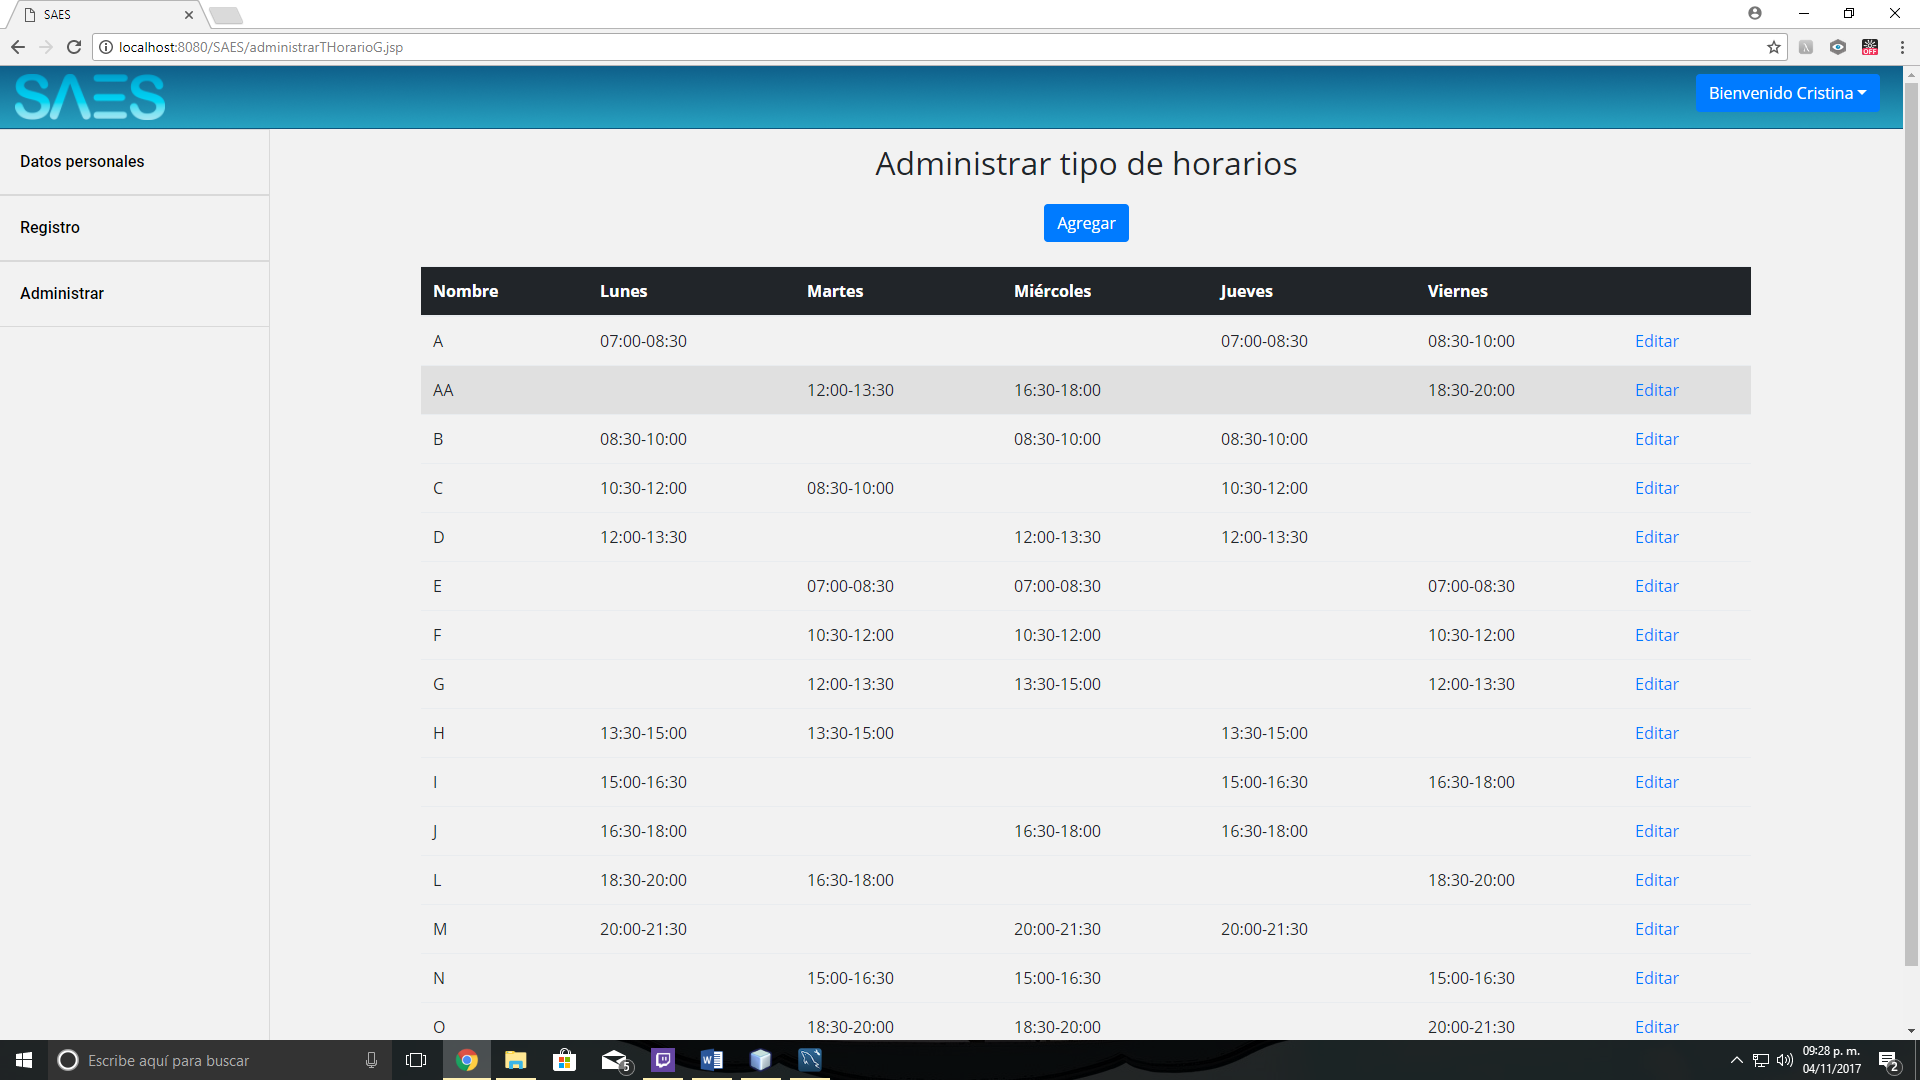 SAES
localhost:8080/SAES/administrarTHorarioG.jsp
OFF
SAES
Bienvenido Cristina
Datos personales
Registro
Administrar
Administrar tipo de horarios
Agregar
Nombre Lunes Martes Miércoles Jueves Viernes
A 07:00-08:30 07:00-08:30 08:30-10:00 Editar
AA 12:00-13:30 16:30-18:00 18:30-20:00 Editar
B 08:30-10:00 08:30-10:00 08:30-10:00 Editar
C 10:30-12:00 08:30-10:00 10:30-12:00 Editar
D 12:00-13:30 12:00-13:30 12:00-13:30 Editar
E 07:00-08:30 07:00-08:30 07:00-08:30 Editar
F 10:30-12:00 10:30-12:00 10:30-12:00 Editar
G 12:00-13:30 13:30-15:00 12:00-13:30 Editar
H 13:30-15:00 13:30-15:00 13:30-15:00 Editar
I 15:00-16:30 15:00-16:30 16:30-18:00 Editar
J 16:30-18:00 16:30-18:00 16:30-18:00 Editar
L 18:30-20:00 16:30-18:00 18:30-20:00 Editar
M 20:00-21:30 20:00-21:30 20:00-21:30 Editar
N 15:00-16:30 15:00-16:30 15:00-16:30 Editar
O 18:30-20:00 18:30-20:00 20:00-21:30 Editar
Escribe aquí para buscar
5
W
09:28 p. m.
04/11/2017
2